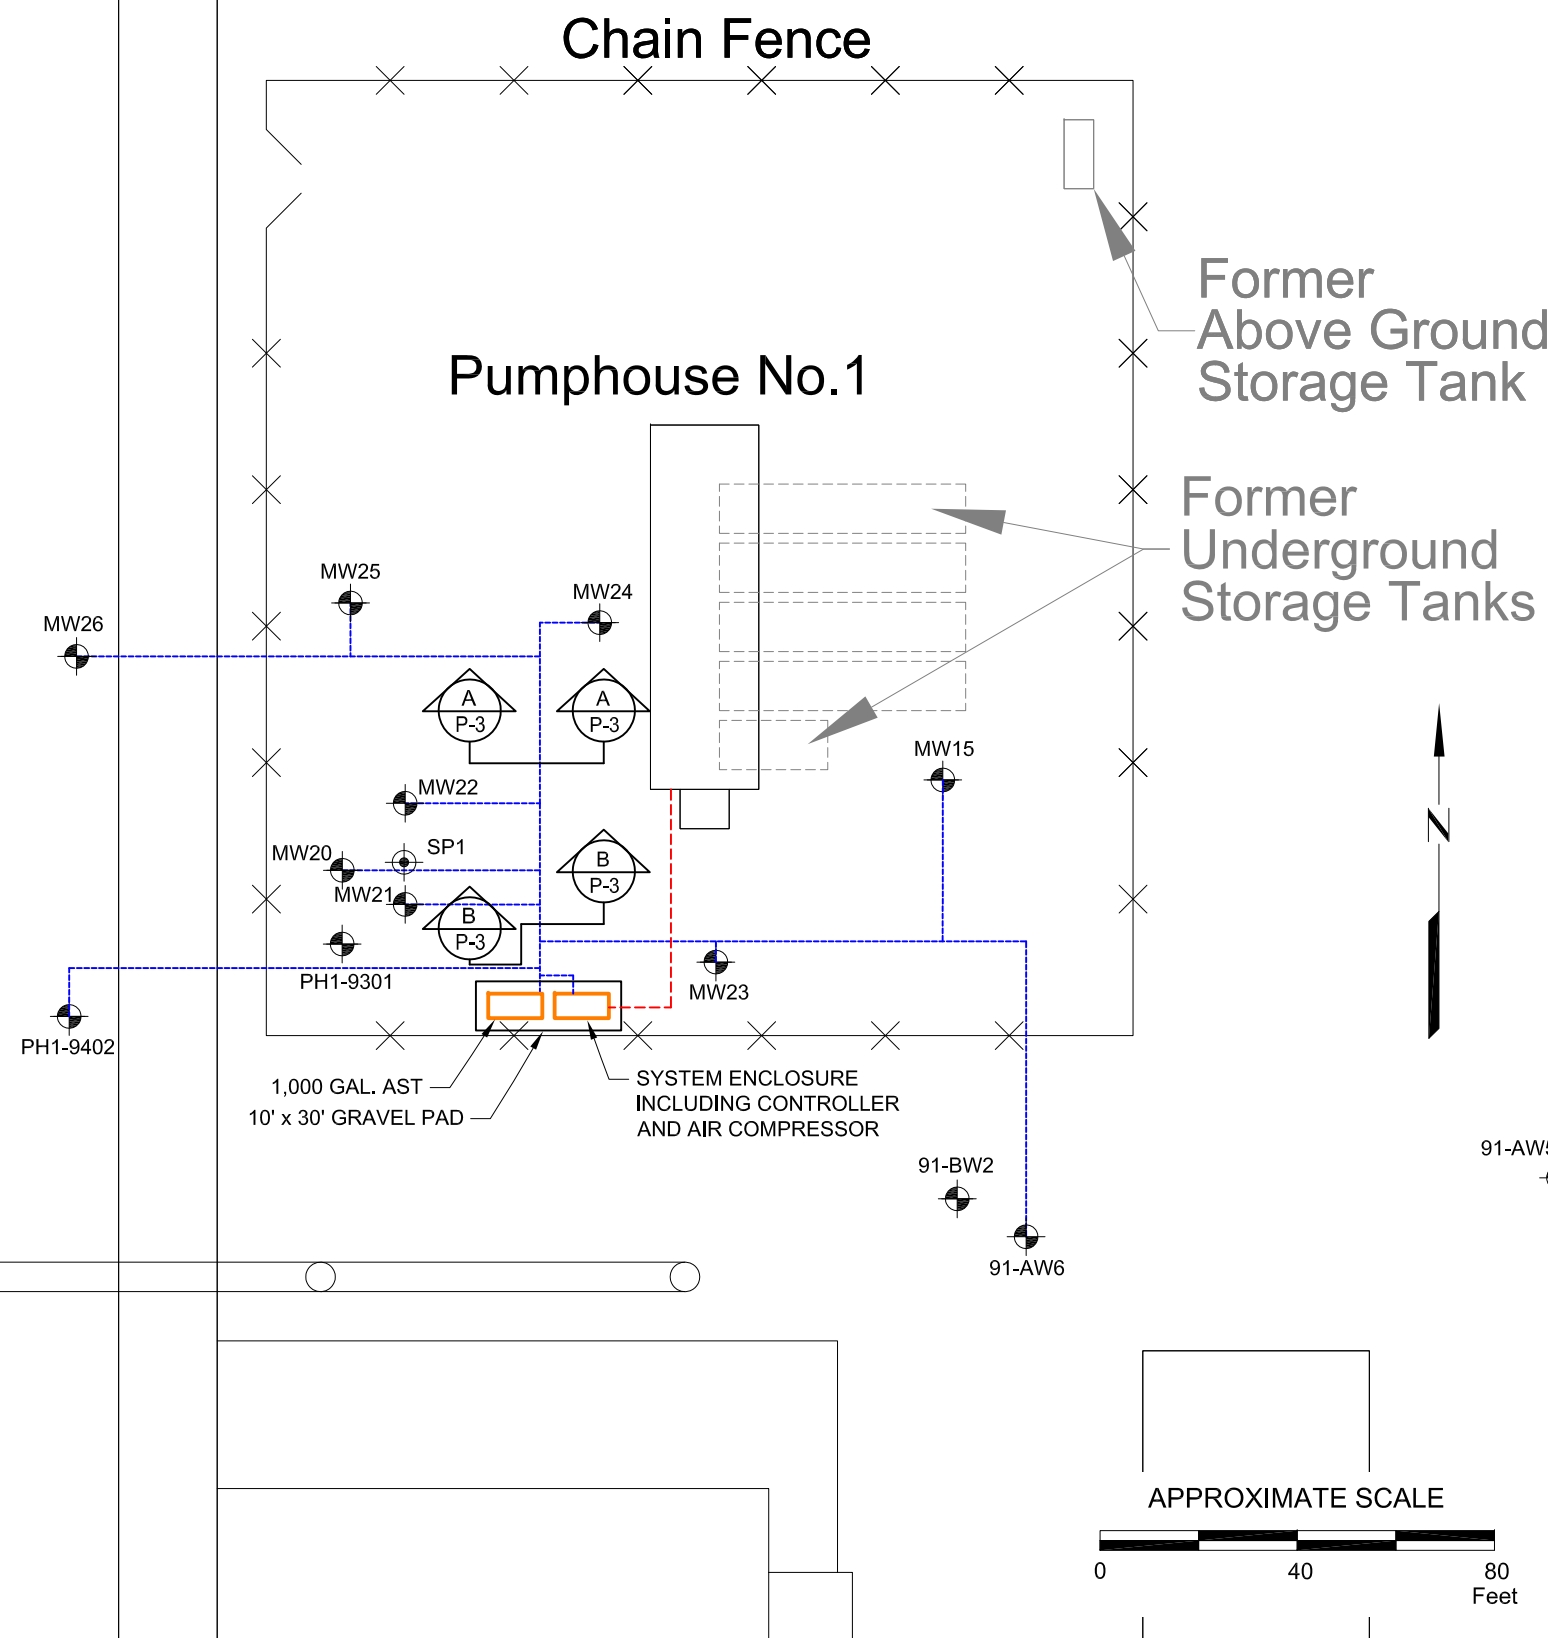 Chain Fence
Former
Above Ground
Storage Tank
Pumphouse No.1
Former
Underground
Storage Tanks
MW25
MW24
MW26
A
P-3
A
P-3
MW15
MW22
N
SP1
MW20
B
P-3
MW21
B
P-3
PH1-9301
MW23
PH1-9402
1,000 GAL. AST
10' x 30' GRAVEL PAD
SYSTEM ENCLOSURE
INCLUDING CONTROLLER
AND AIR COMPRESSOR
91-BW2
91-AW5
91-AW6
APPROXIMATE SCALE
0 40 80
Feet